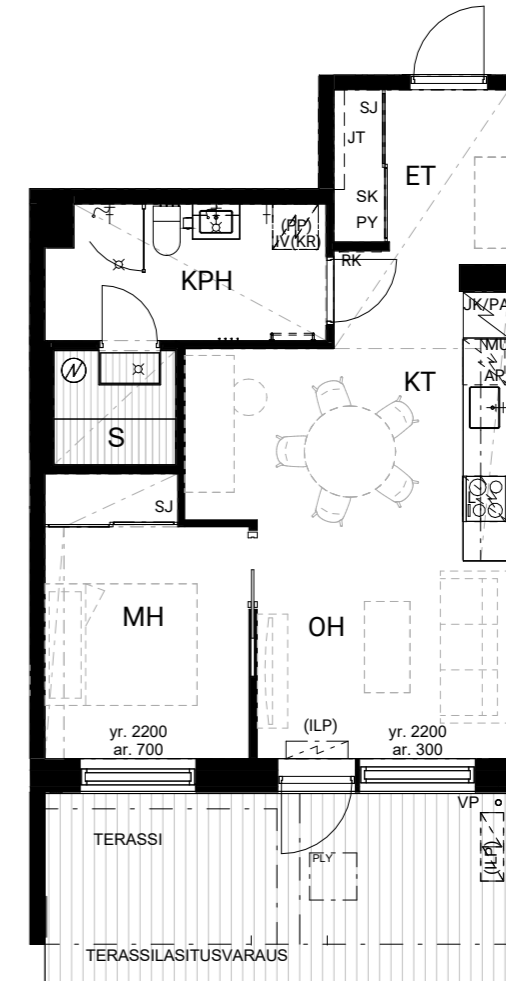 SJ
JT
ET
SK
PY
(PP)
JV(KR)
RK
KPH
JK/PA
MU
AP
KT
S
SJ
MH
OH
(ILP)
yr. 2200
ar. 700
yr. 2200
ar. 300
VP
TERASSI
PLY
(ILP)
TERASSILASITUSVARAUS